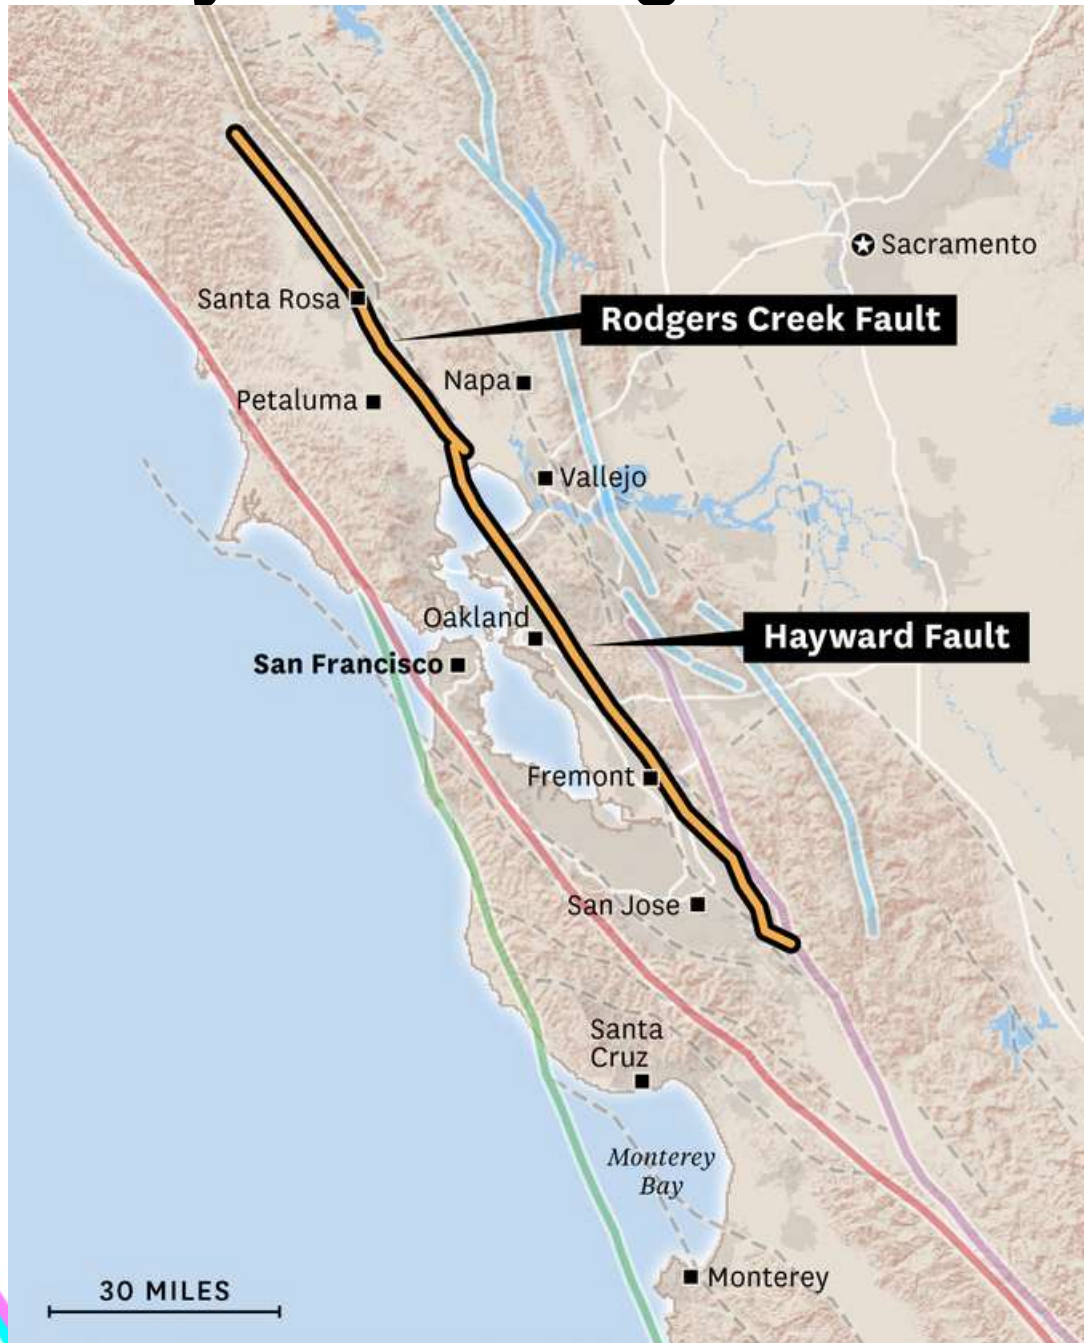 Sacramento
Santa Rosa
Rodgers Creek Fault
Napa
Petaluma
Vallejo
Oakland
Hayward Fault
San Francisco
Fremont
San Jose
Santa
Cruz
Monterey
Bay
Monterey
30 MILES